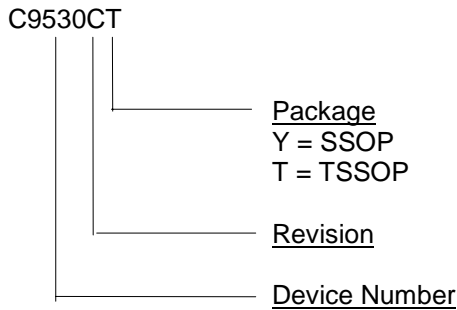 C9530CT
Package
Y = SSOP
T = TSSOP
Revision
Device Number